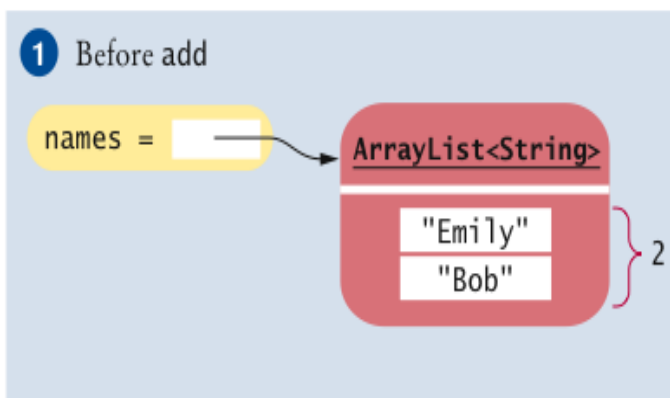 1 Before add
names =
ArrayList<String>
"Emily"
"Bob"
2